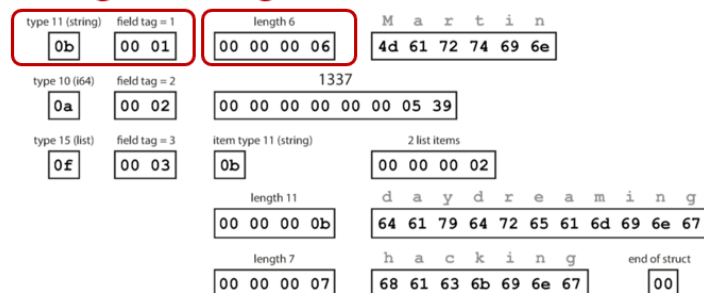 type 11 (string) field tag = 1 length 6 M a r t i n
0b 00 01 00 00 00 06 4d 61 72 74 69 6e
type 10 (i64) field tag = 2 1337
0a 00 02 00 00 00 00 00 00 05 39
type 15 (list) field tag = 3 item type 11 (string) 2 list items
0f 00 03 0b 00 00 00 02
length 11 d a y d r e a m i n g
00 00 00 0b 64 61 79 64 72 65 61 6d 69 6e 67
length 7 h a c k i n g end of struct
00 00 00 07 68 61 63 6b 69 6e 67 00